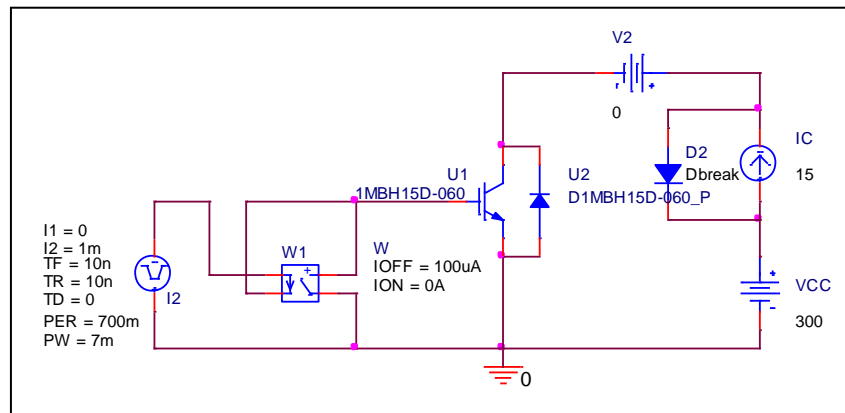 V2
0
IC
15
D2
Dbreak
U1
1MBH15D-060
U2
D1MBH15D-060_P
I1 = 0
I2 = 1m
TF = 10n
TR = 10n
TD = 0
PER = 700m
PW = 7m
I2
W1
W
IOFF = 100uA
ION = 0A
+
VCC
300
+
-
0